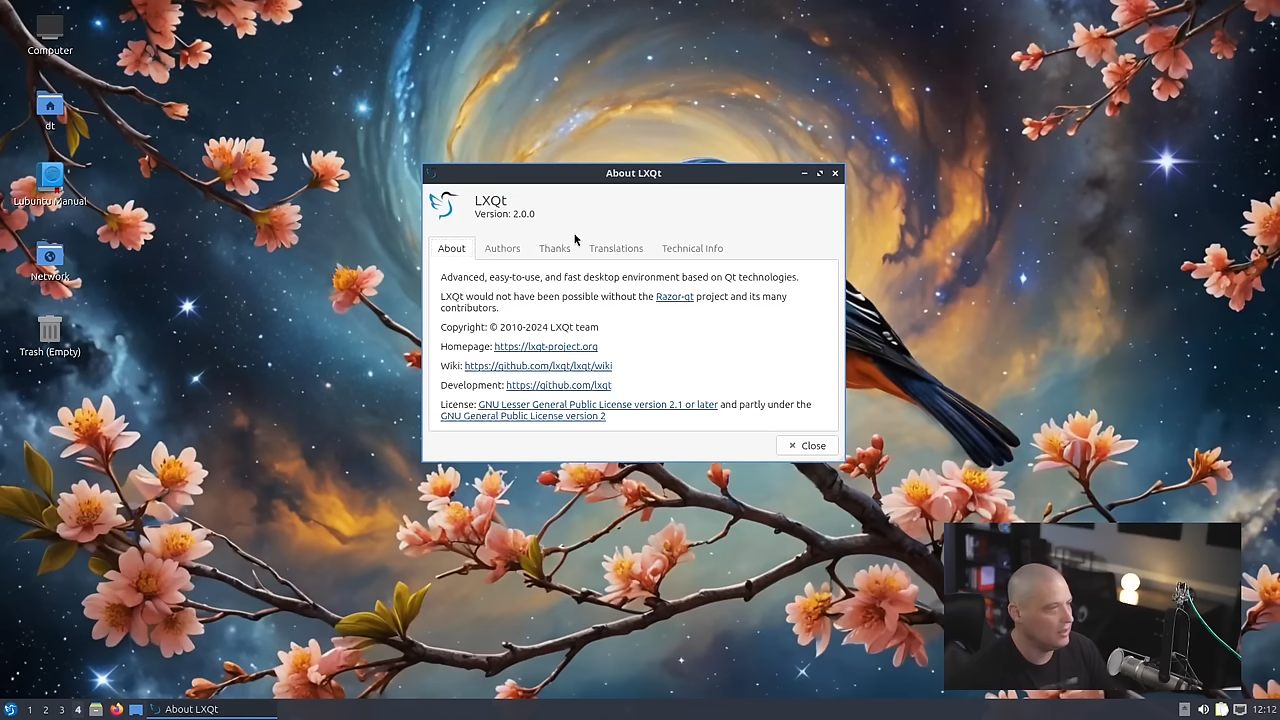 Computer
dt
Lubuntu Manual
Network
Trash (Empty)
About LXQt
LXQt
Version: 2.0.0
About Authors Thanks Translations Technical Info
Advanced, easy-to-use, and fast desktop environment based on Qt technologies.
LXQt would not have been possible without the Razor-qt project and its many
contributors.
Copyright: © 2010-2024 LXQt team
Homepage: https://lxqt-project.org
Wiki: https://github.com/lxqt/lxqt/wiki
Development: https://github.com/lxqt
License: GNU Lesser General Public License version 2.1 or later and partly under the
GNU General Public License version 2
Close
1 2 3 4 About LXQt 12:12